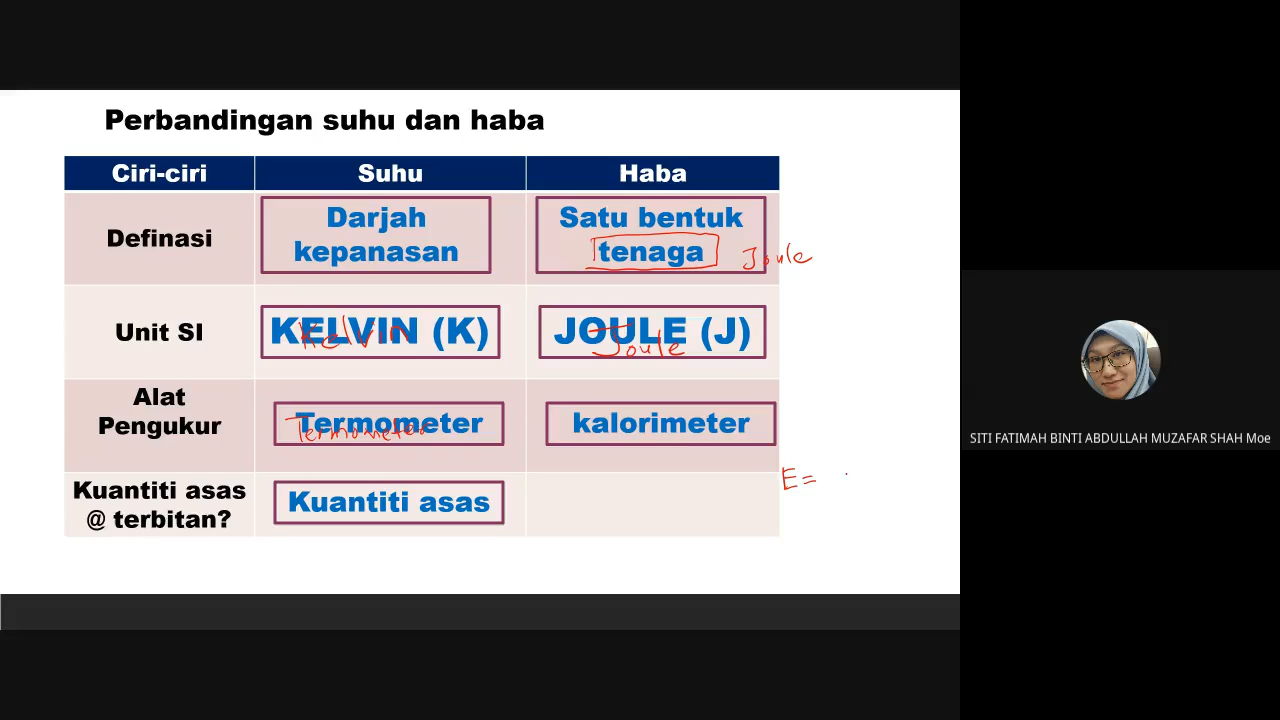 Perbandingan suhu dan haba
Ciri-ciri Suhu Haba
Definasi
Darjah
kepanasan
Satu bentuk
tenaga
Joule
Unit SI
KELVIN (K)
Kelvin
JOULE (J)
Joule
Alat
Pengukur
Termometer
Termometer
kalorimeter
Kuantiti asas
@ terbitan?
Kuantiti asas
E=
SITI FATIMAH BINTI ABDULLAH MUZAFAR SHAH Moe